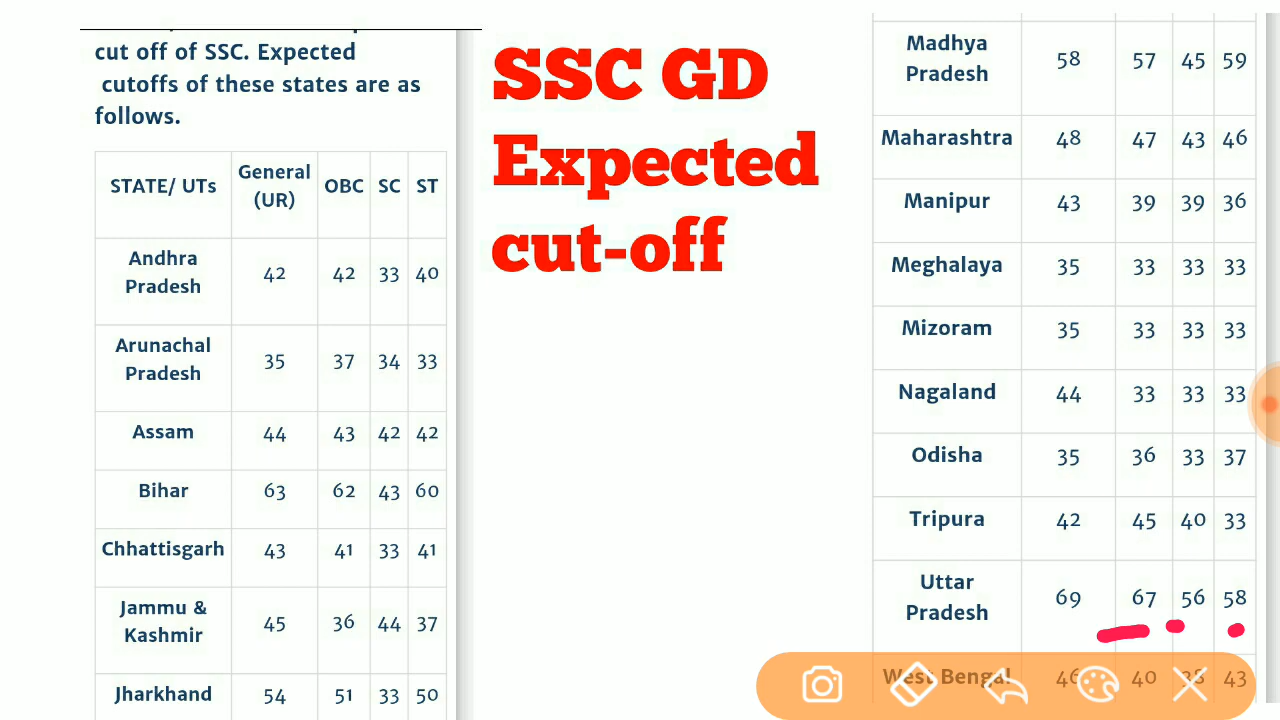 cut off of SSC. Expected
cutoffs of these states are as
follows.
STATE/ UTs General (UR) OBC SC ST
Andhra Pradesh 42 42 33 40
Arunachal Pradesh 35 37 34 33
Assam 44 43 42 42
Bihar 63 62 43 60
Chhattisgarh 43 41 33 41
Jammu & Kashmir 45 36 44 37
Jharkhand 54 51 33 50
SSC GD
Expected
cut-off
Madhya Pradesh 58 57 45 59
Maharashtra 48 47 43 46
Manipur 43 39 39 36
Meghalaya 35 33 33 33
Mizoram 35 33 33 33
Nagaland 44 33 33 33
Odisha 35 36 33 37
Tripura 42 45 40 33
Uttar Pradesh 69 67 56 58
West Bengal 46 40 38 43